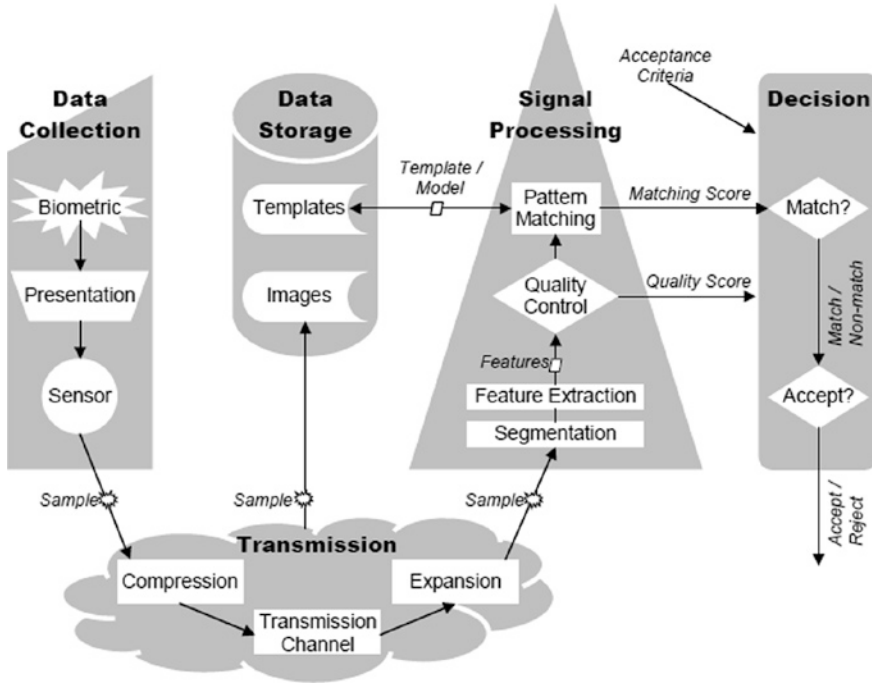 Data
Collection
Biometric
Presentation
Sensor
Sample
Data
Storage
Templates
Images
Sample
Template /
Model
Signal
Processing
Pattern
Matching
Quality
Control
Features
Feature Extraction
Segmentation
Sample
Matching Score
Quality Score
Acceptance
Criteria
Decision
Match?
Match /
Non-match
Accept?
Accept /
Reject
Transmission
Compression
Transmission
Channel
Expansion